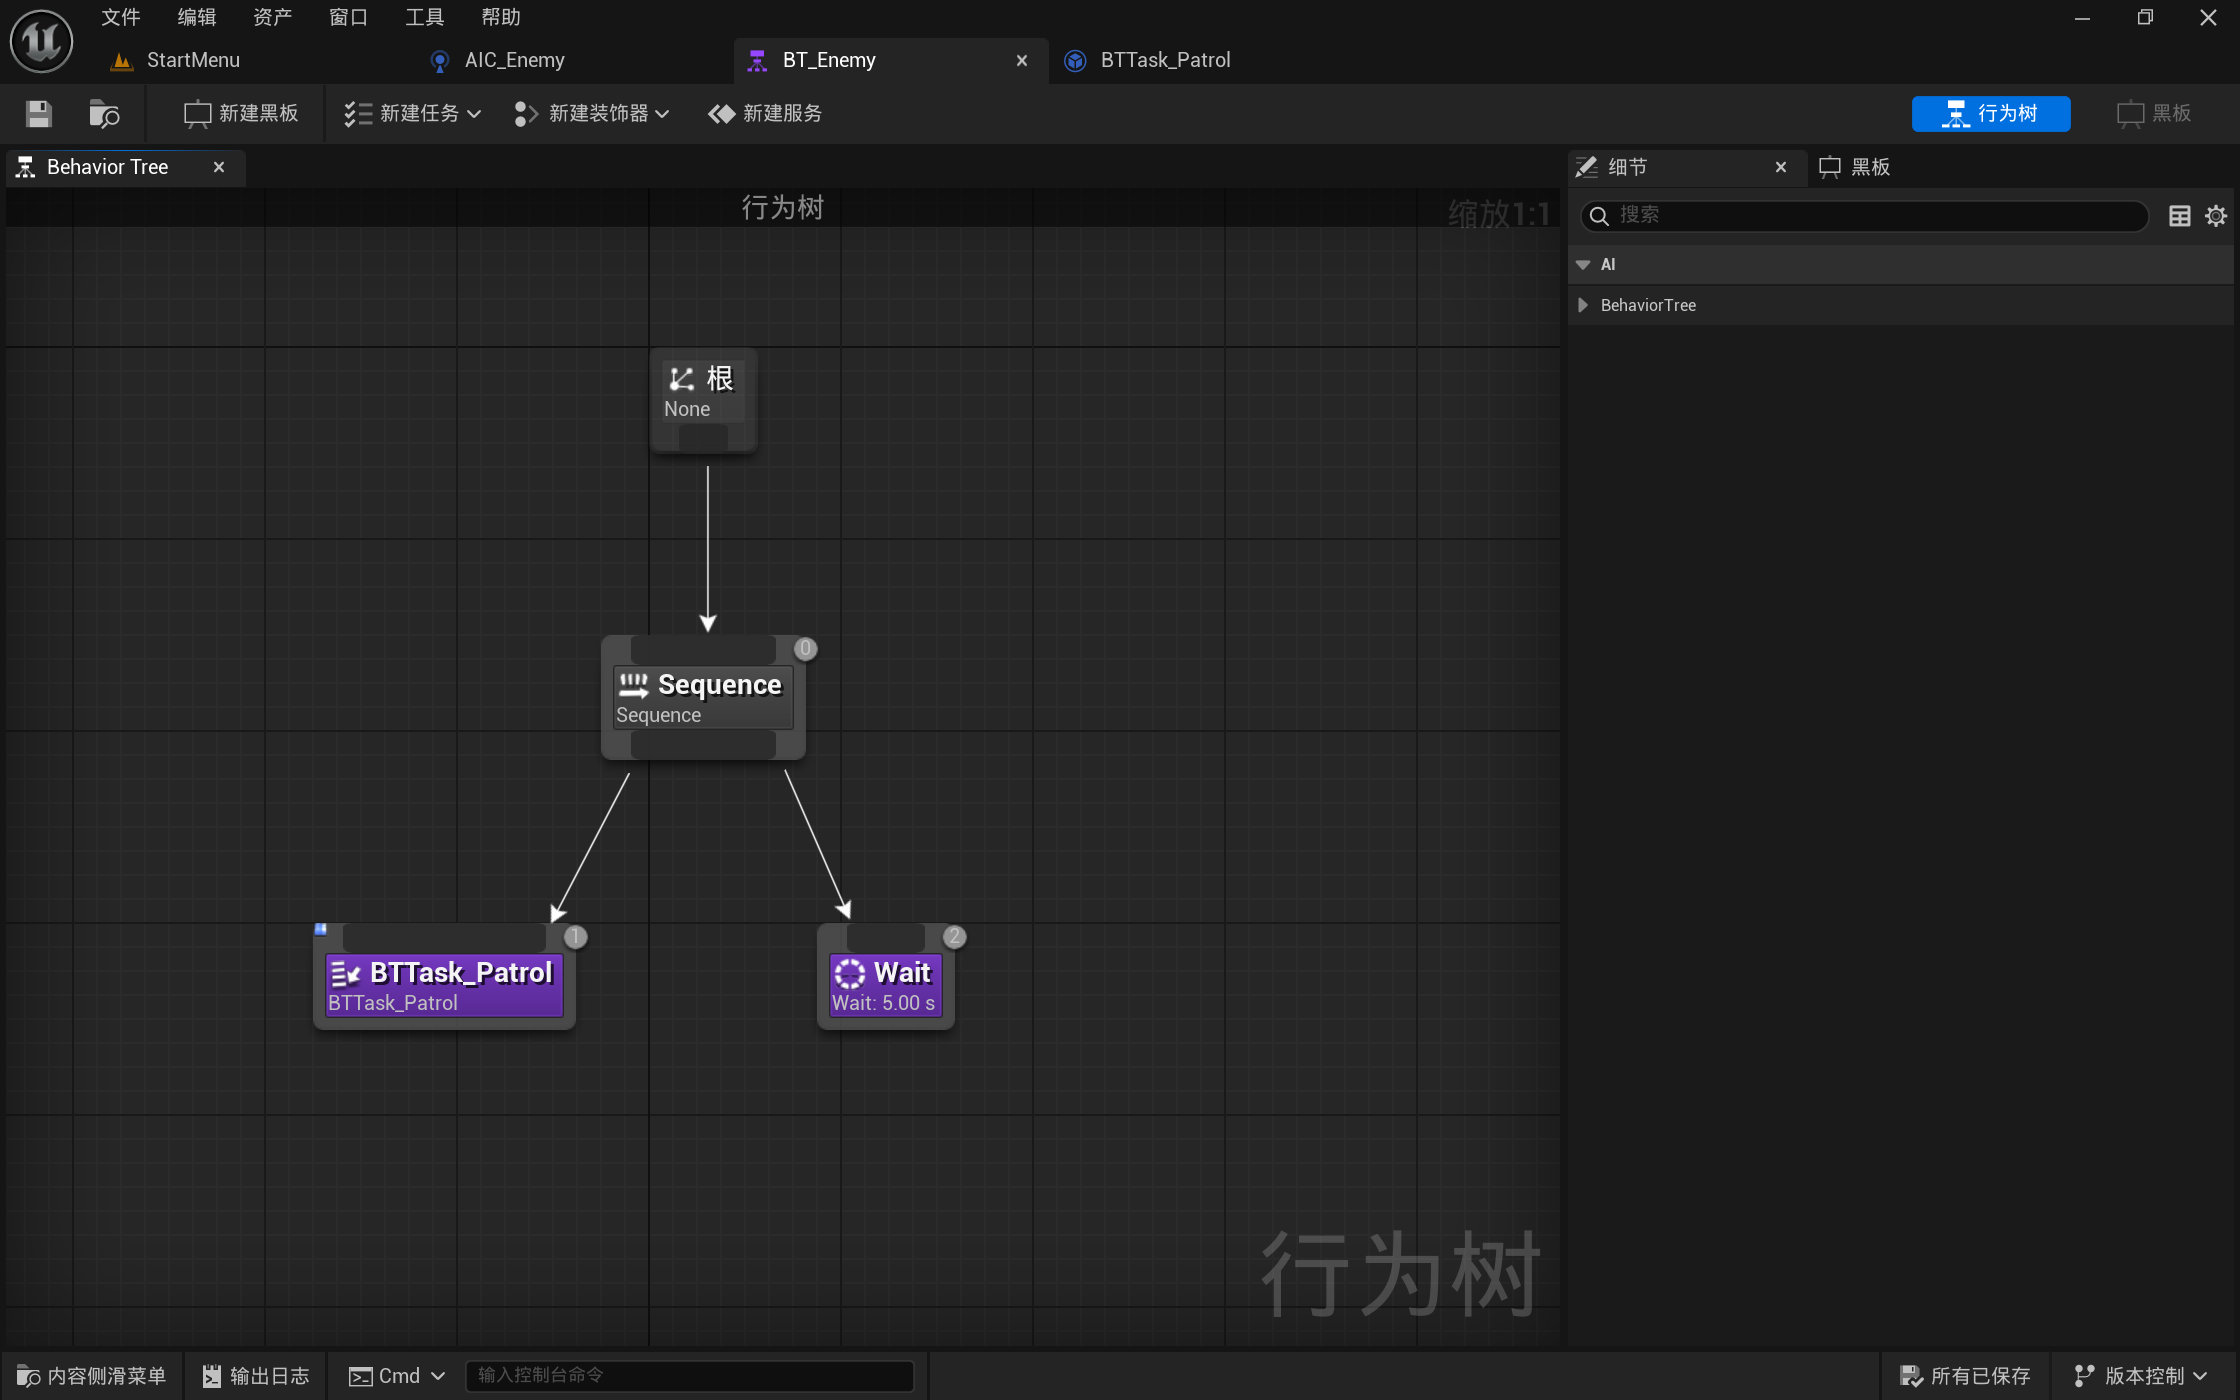 文件 编辑 资产 窗口 工具 帮助
StartMenu AIC_Enemy BT_Enemy BTTask_Patrol
新建黑板 新建任务 新建装饰器 新建服务 行为树 黑板
Behavior Tree 细节 黑板
行为树 缩放1:1
搜索
AI
BehaviorTree
根
None
0
Sequence
Sequence
1
BTTask_Patrol
BTTask_Patrol
2
Wait
Wait: 5.00 s
行为树
内容侧滑菜单 输出日志 Cmd 输入控制台命令 所有已保存 版本控制